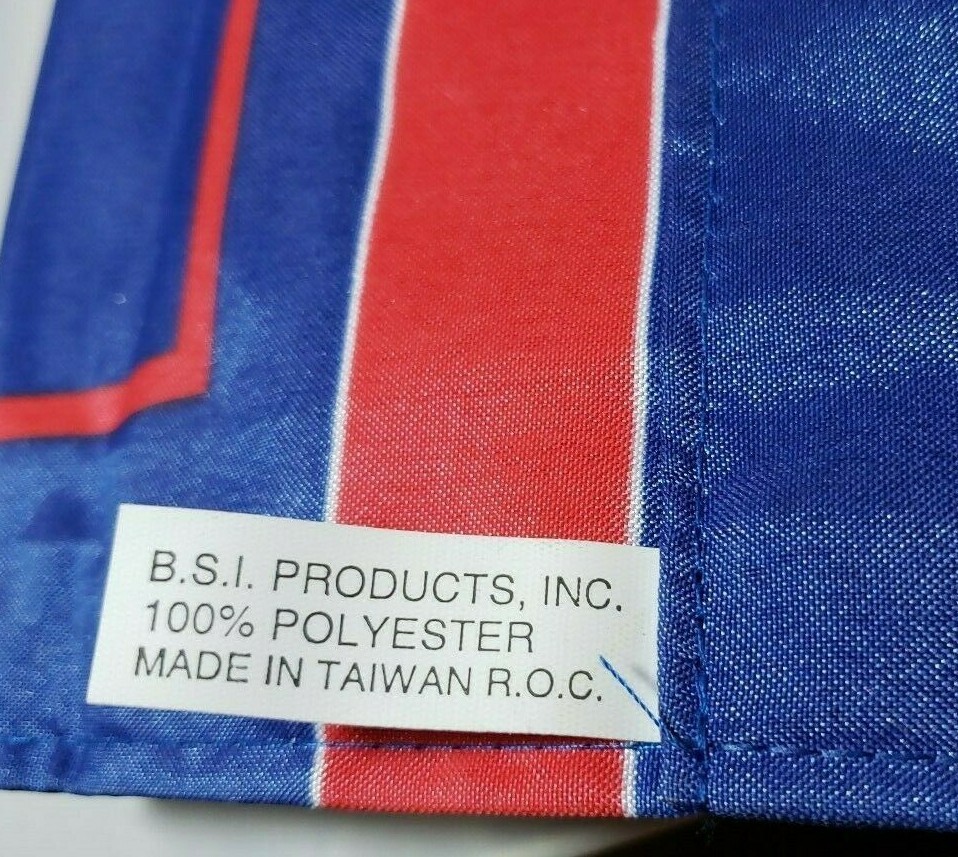 B.S.I. PRODUCTS, INC.
100% POLYESTER
MADE IN TAIWAN R.O.C.